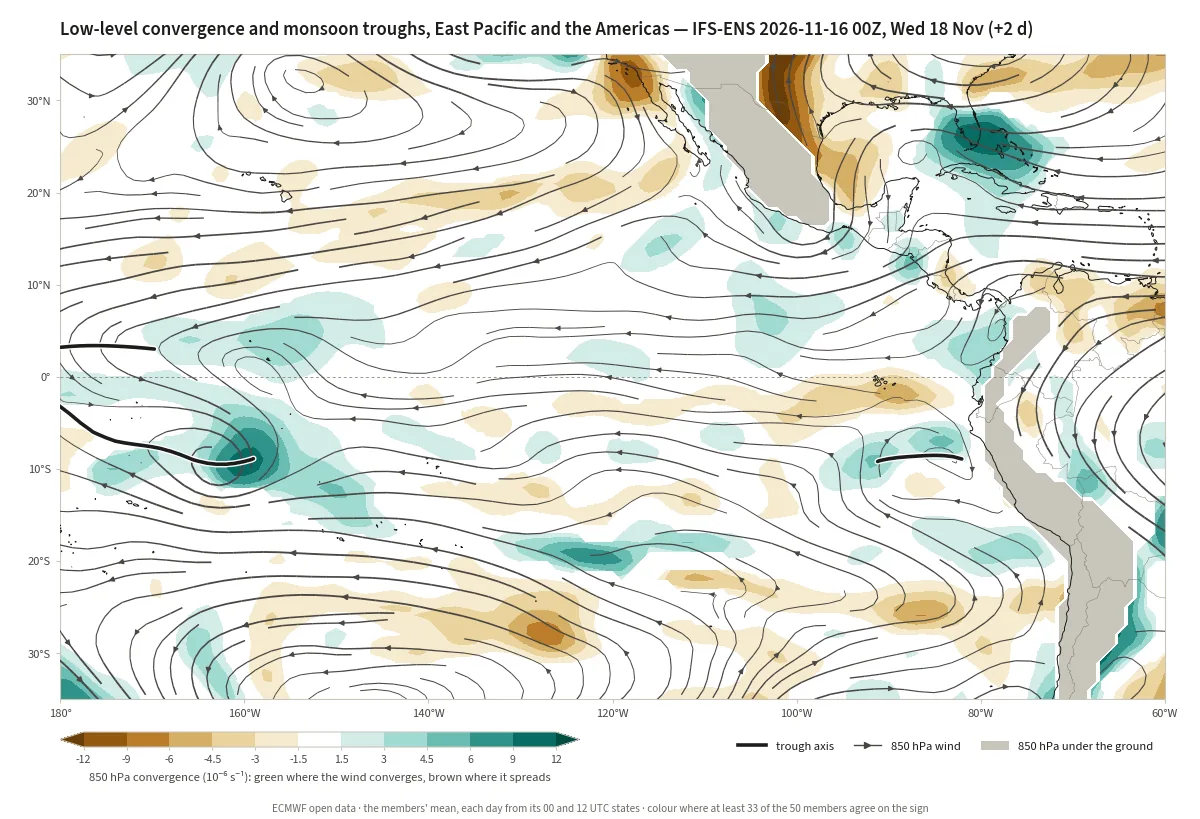 Low-level convergence and monsoon troughs, East Pacific and the Americas — IFS-ENS 2026-11-16 00Z, Wed 18 Nov (+2 d)
30°N
20°N
10°N
0°
10°S
20°S
30°S
180° 160°W 140°W 120°W 100°W 80°W 60°W
-12 -9 -6 -4.5 -3 -1.5 1.5 3 4.5 6 9 12
850 hPa convergence (10⁻⁶ s⁻¹): green where the wind converges, brown where it spreads
trough axis 850 hPa wind 850 hPa under the ground
ECMWF open data · the members' mean, each day from its 00 and 12 UTC states · colour where at least 33 of the 50 members agree on the sign